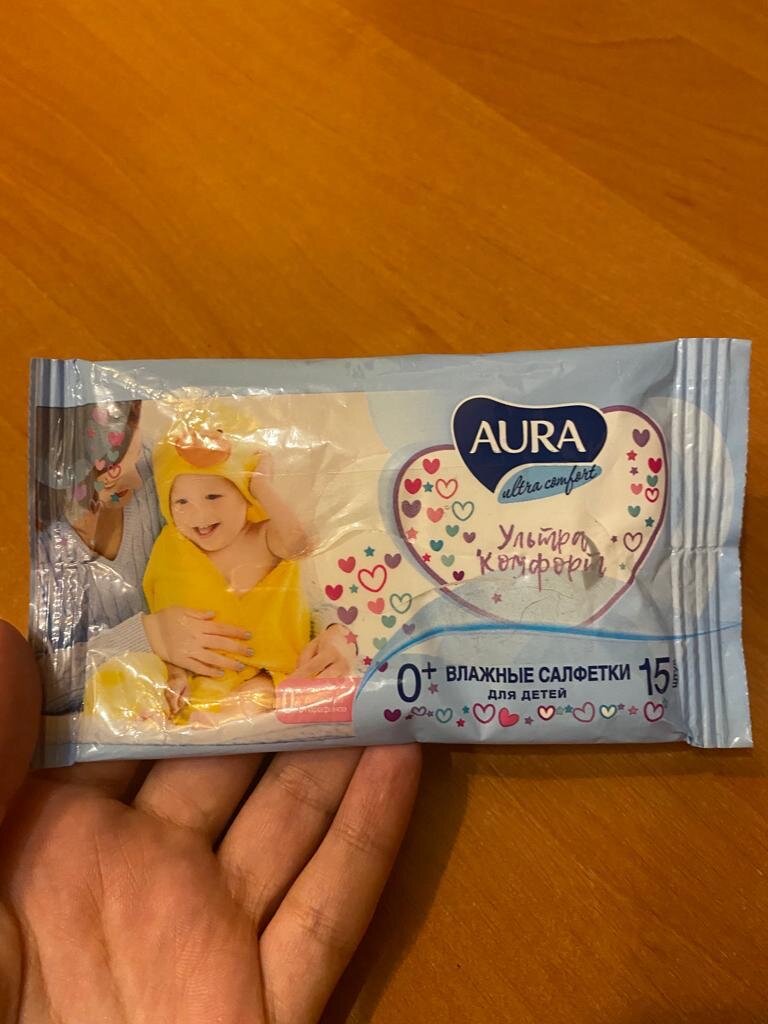 AURA
ultra comfort
Ультра
Комфорт
0+ ВЛАЖНЫЕ САЛФЕТКИ 15
ДЛЯ ДЕТЕЙ